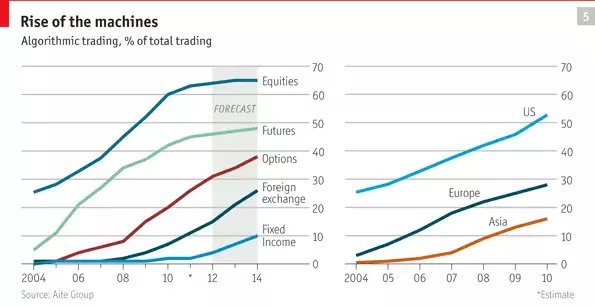 Rise of the machines
5
Algorithmic trading, % of total trading
70
60
50
40
30
20
10
0
Equities
FORECAST
Futures
Options
Foreign
exchange
Fixed
Income
2004 06 08 10 * 12 14
Source: Aite Group
70
60
50
40
30
20
10
0
US
Europe
Asia
2004 05 06 07 08 09 10
*Estimate